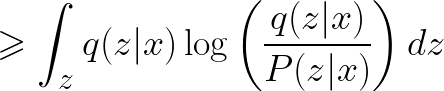 ⩾ ∫_z q(z|x) log ( q(z|x) / P(z|x) ) dz